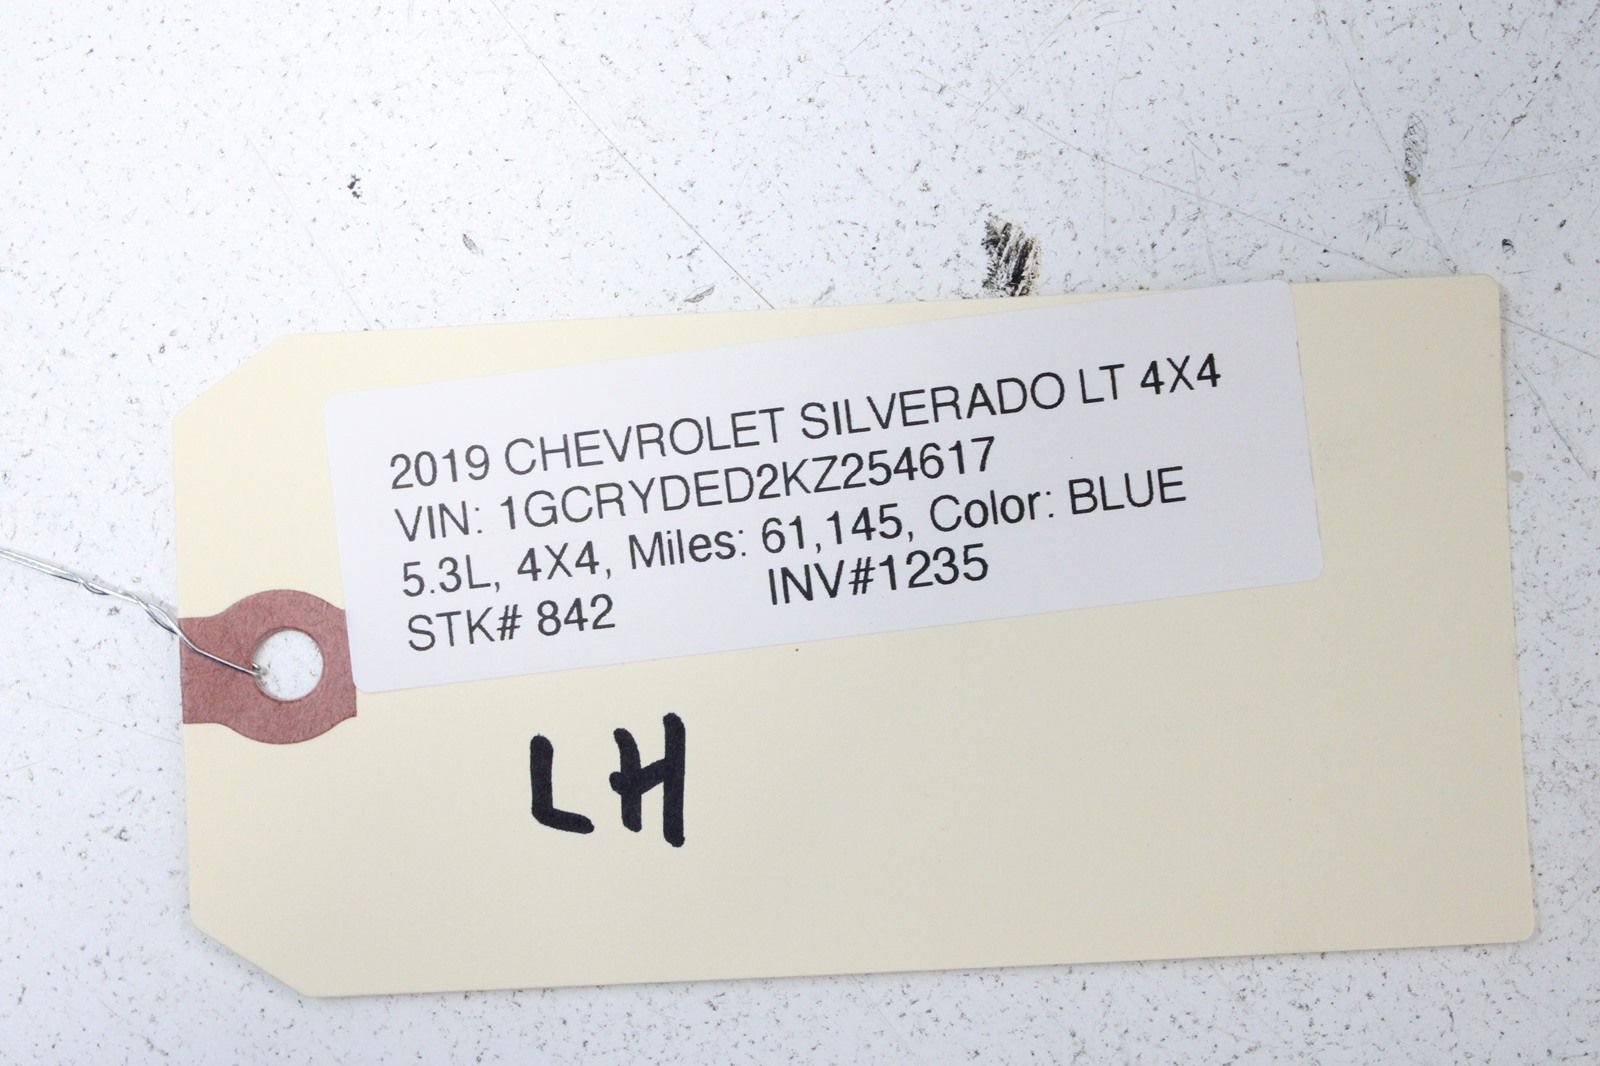 2019 CHEVROLET SILVERADO LT 4X4
VIN: 1GCRYDED2KZ254617
5.3L, 4X4, Miles: 61,145, Color: BLUE
STK# 842 INV#1235
LH